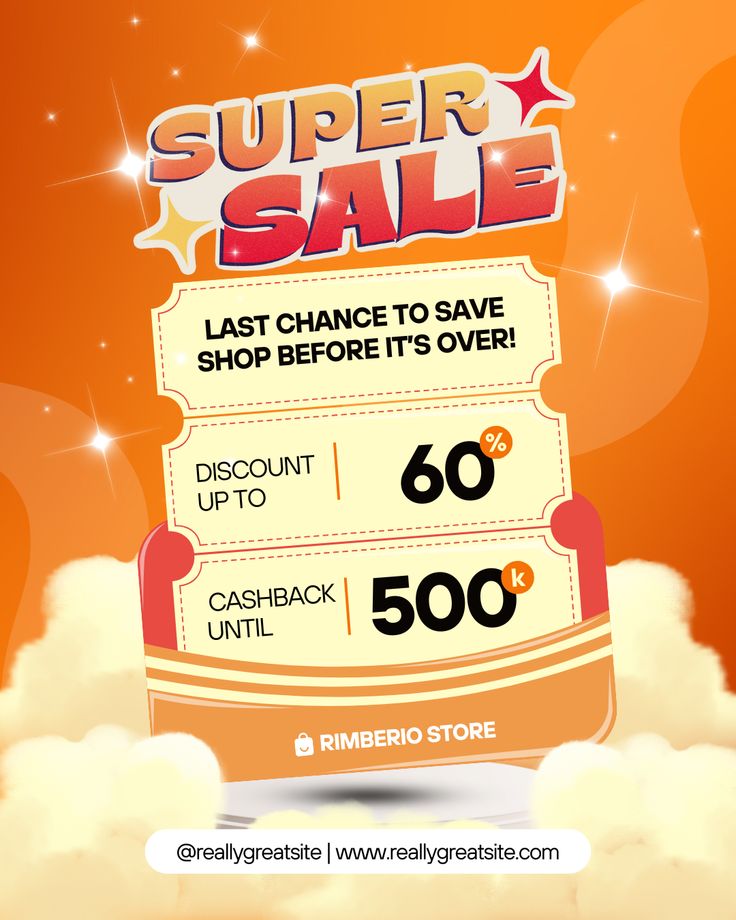 SUPER
SALE
LAST CHANCE TO SAVE
SHOP BEFORE IT'S OVER!
DISCOUNT
UP TO
60%
CASHBACK
UNTIL
500k
RIMBERIO STORE
@reallygreatsite | www.reallygreatsite.com